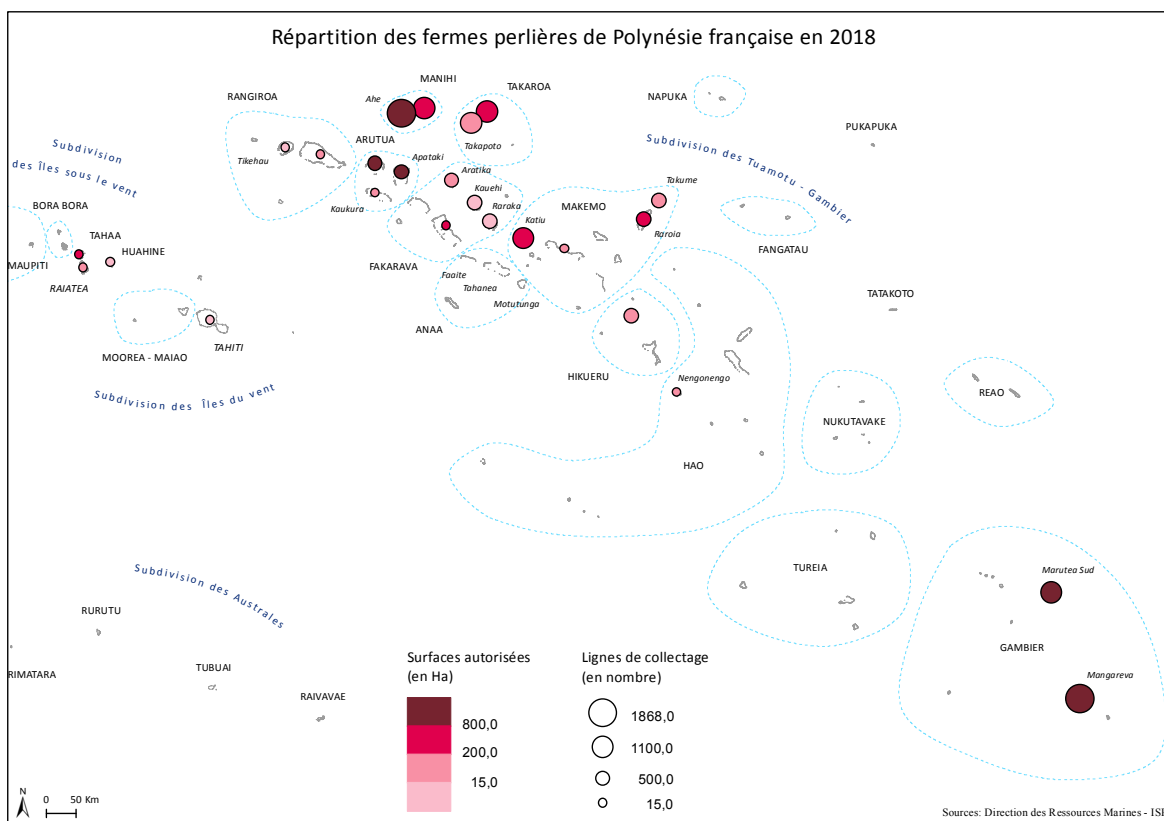 Répartition des fermes perlières de Polynésie française en 2018
MANIHI
TAKAROA
RANGIROA
Ahe
NAPUKA
PUKAPUKA
Subdivision
des Îles sous le vent
ARUTUA
Takapoto
Subdivision des Tuamotu - Gambier
Tikehau
Apataki
Aratika
Kauehi
Takume
Kaukura
Raraka
MAKEMO
BORA BORA
Katiu
Raroia
TAHAA
HUAHINE
FANGATAU
MAUPITI
FAKARAVA
RAIATEA
Faaite
Tahanea
Motutunga
TATAKOTO
ANAA
TAHITI
MOOREA - MAIAO
HIKUERU
Nengonengo
REAO
Subdivision des Îles du vent
NUKUTAVAKE
HAO
TUREIA
Marutea Sud
Subdivision des Australes
RURUTU
GAMBIER
RIMATARA
TUBUAI
Mangareva
RAIVAVAE
Surfaces autorisées
(en Ha)
800,0
200,0
15,0
Lignes de collectage
(en nombre)
1868,0
1100,0
500,0
15,0
N
0 50 Km
Sources: Direction des Ressources Marines -